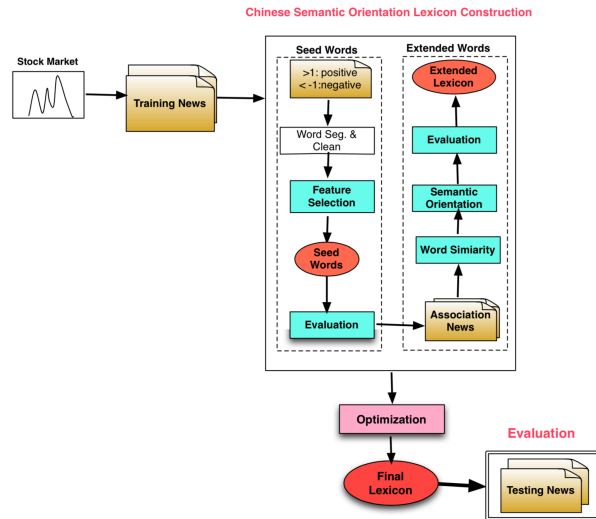 Chinese Semantic Orientation Lexicon Construction
Stock Market
Training News
Seed Words
>1: positive
< -1:negative
Word Seg. &
Clean
Feature
Selection
Seed
Words
Evaluation
Extended Words
Extended
Lexicon
Evaluation
Semantic
Orientation
Word Simiarity
Association
News
Optimization
Final
Lexicon
Evaluation
Testing News